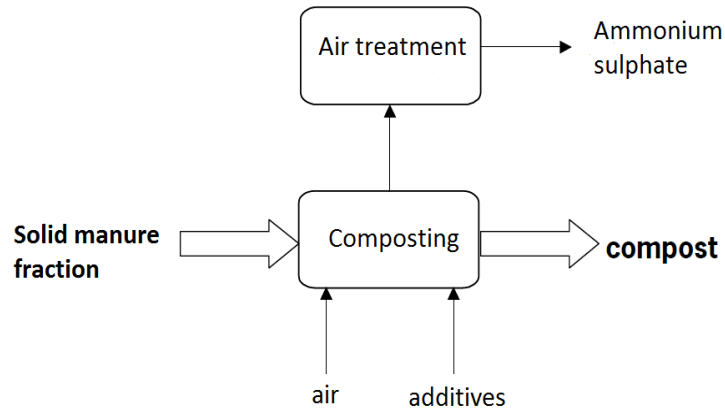 Air treatment
Ammonium
sulphate
Solid manure
fraction
Composting
compost
air
additives